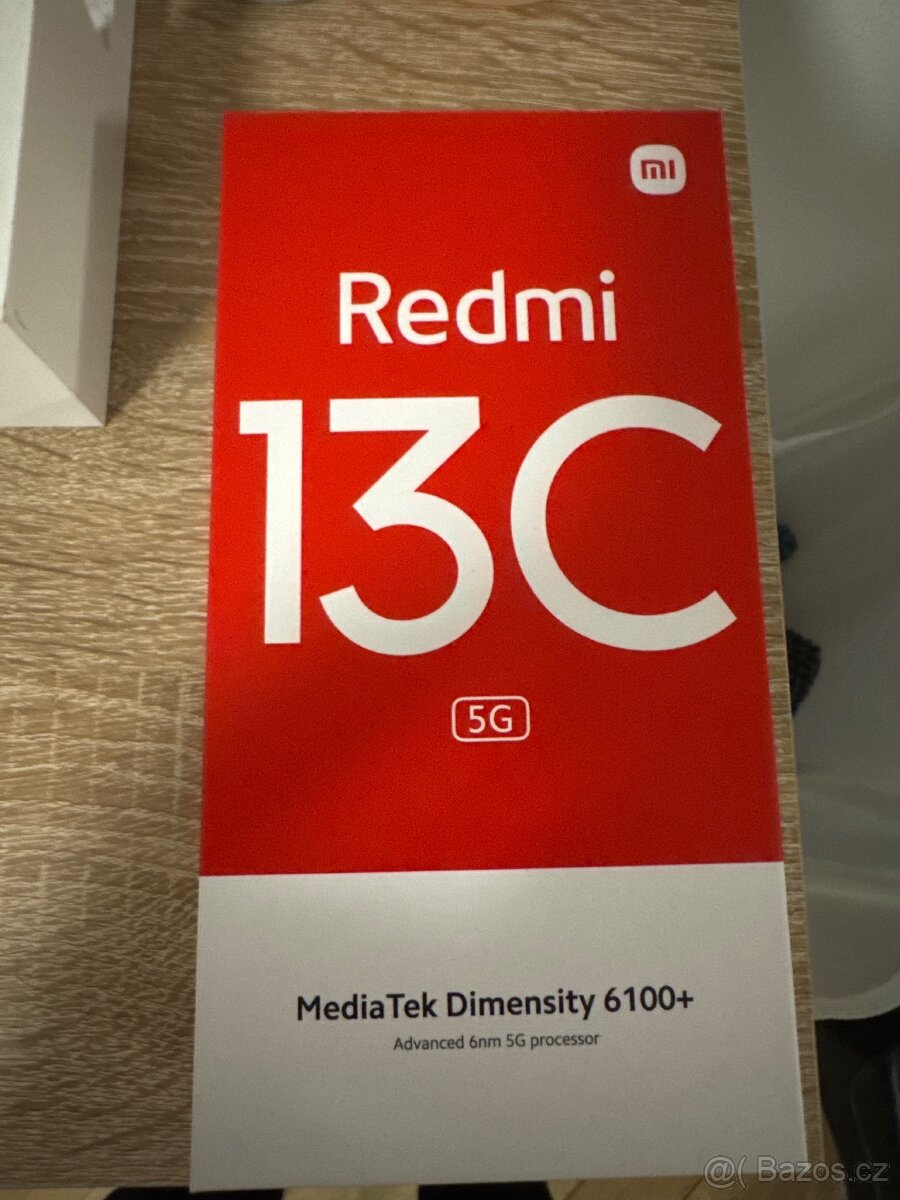 mi
Redmi
13C
5G
MediaTek Dimensity 6100+
Advanced 6nm 5G processor
@( Bazos.cz